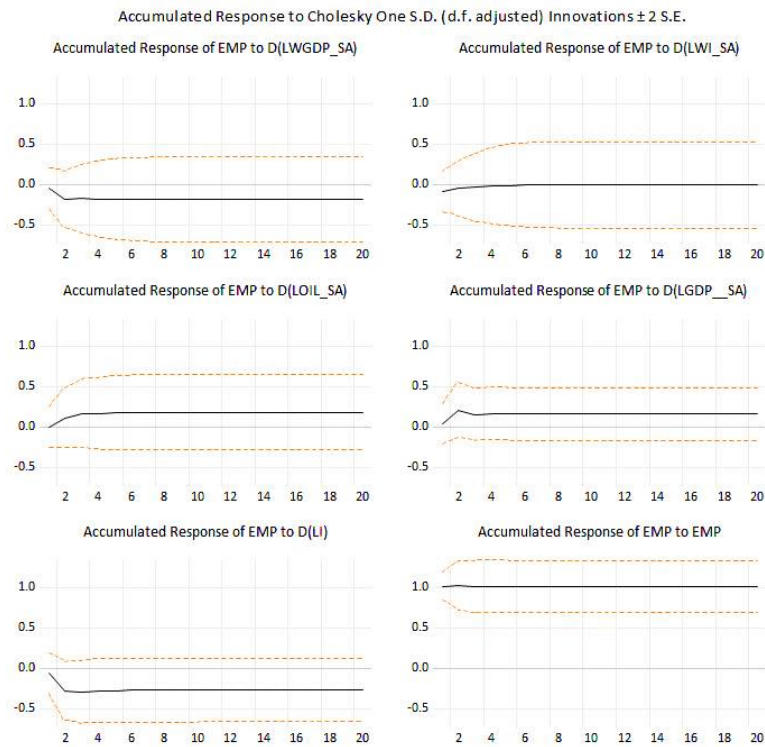 Accumulated Response to Cholesky One S.D. (d.f. adjusted) Innovations ± 2 S.E.
Accumulated Response of EMP to D(LWGDP_SA)
1.0
0.5
0.0
-0.5
2 4 6 8 10 12 14 16 18 20
Accumulated Response of EMP to D(LWI_SA)
1.0
0.5
0.0
-0.5
2 4 6 8 10 12 14 16 18 20
Accumulated Response of EMP to D(LOIL_SA)
1.0
0.5
0.0
-0.5
2 4 6 8 10 12 14 16 18 20
Accumulated Response of EMP to D(LGDP__SA)
1.0
0.5
0.0
-0.5
2 4 6 8 10 12 14 16 18 20
Accumulated Response of EMP to D(LI)
1.0
0.5
0.0
-0.5
2 4 6 8 10 12 14 16 18 20
Accumulated Response of EMP to EMP
1.0
0.5
0.0
-0.5
2 4 6 8 10 12 14 16 18 20